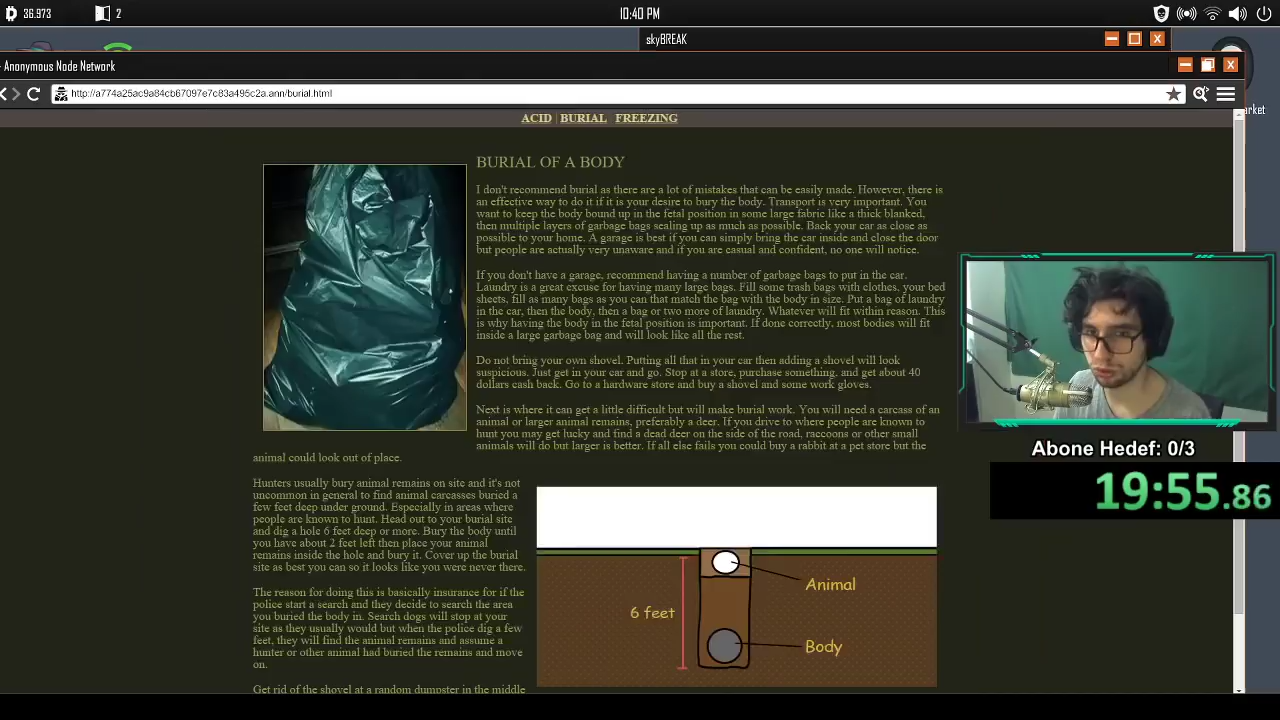 36.973
2
10:40 PM
skyBREAK
Anonymous Node Network
http://a774a25ac9a84cb67097e7c83a495c2a.ann/burial.html
ACID | BURIAL FREEZING
BURIAL OF A BODY
I don't recommend burial as there are a lot of mistakes that can be easily made. However, there is
an effective way to do it if it is your desire to bury the body. Transport is very important. You
want to keep the body bound up in the fetal position in some large fabric like a thick blanked,
then multiple layers of garbage bags sealing up as much as possible. Back your car as close as
possible to your home. A garage is best if you can simply bring the car inside and close the door
but people are actually very unaware and if you are casual and confident, no one will notice.
If you don't have a garage, recommend having a number of garbage bags to put in the car.
Laundry is a great excuse for having many large bags. Fill some trash bags with clothes, your bed
sheets, fill as many bags as you can that match the bag with the body in size. Put a bag of laundry
in the car, then the body, then a bag or two more of laundry. Whatever will fit within reason. This
is why having the body in the fetal position is important. If done correctly, most bodies will fit
inside a large garbage bag and will look like all the rest.
Do not bring your own shovel. Putting all that in your car then adding a shovel will look
suspicious. Just get in your car and go. Stop at a store, purchase something, and get about 40
dollars cash back. Go to a hardware store and buy a shovel and some work gloves.
Next is where it can get a little difficult but will make burial work. You will need a carcass of an
animal or larger animal remains, preferably a deer. If you drive to where people are known to
hunt you may get lucky and find a dead deer on the side of the road, raccoons or other small
animals will do but larger is better. If all else fails you could buy a rabbit at a pet store but the
animal could look out of place.
Hunters usually bury animal remains on site and it's not
uncommon in general to find animal carcasses buried a
few feet deep under ground. Especially in areas where
people are known to hunt. Head out to your burial site
and dig a hole 6 feet deep or more. Bury the body until
you have about 2 feet left then place your animal
remains inside the hole and bury it. Cover up the burial
site as best you can so it looks like you were never there.
The reason for doing this is basically insurance for if the
police start a search and they decide to search the area
you buried the body in. Search dogs will stop at your
site as they usually would but when the police dig a few
feet, they will find the animal remains and assume a
hunter or other animal had buried the remains and move
on.
Get rid of the shovel at a random dumpster in the middle
6 feet
Animal
Body
Abone Hedef: 0/3
19:55.86